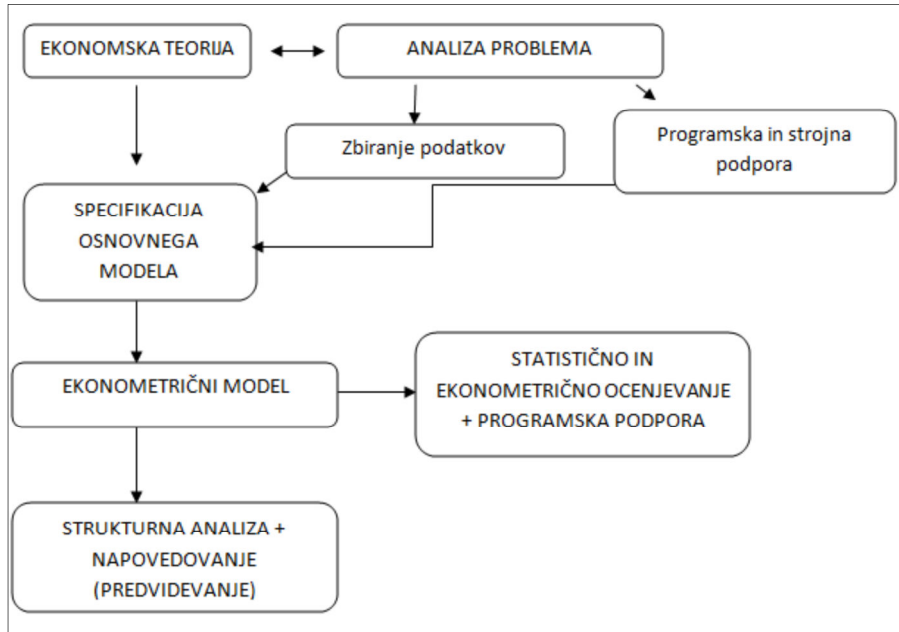 EKONOMSKA TEORIJA
ANALIZA PROBLEMA
Zbiranje podatkov
Programska in strojna
podpora
SPECIFIKACIJA
OSNOVNEGA
MODELA
EKONOMETRIČNI MODEL
STATISTIČNO IN
EKONOMETRIČNO OCENJEVANJE
+ PROGRAMSKA PODPORA
STRUKTURNA ANALIZA +
NAPOVEDOVANJE
(PREDVIDEVANJE)